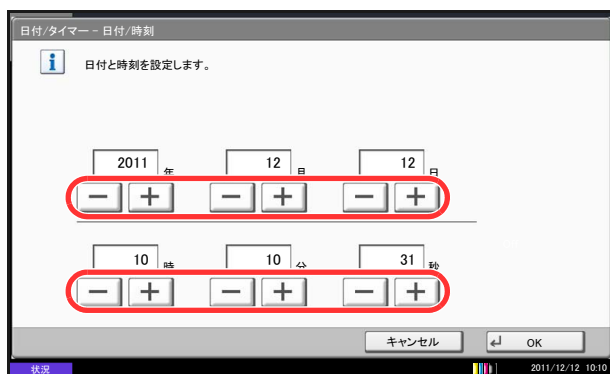 日付/タイマー - 日付/時刻
日付と時刻を設定します。
2011 年 12 月 12 日
－ ＋ － ＋ － ＋
10 時 10 分 31 秒
－ ＋ － ＋ － ＋
キャンセル OK
状況 2011/12/12 10:10